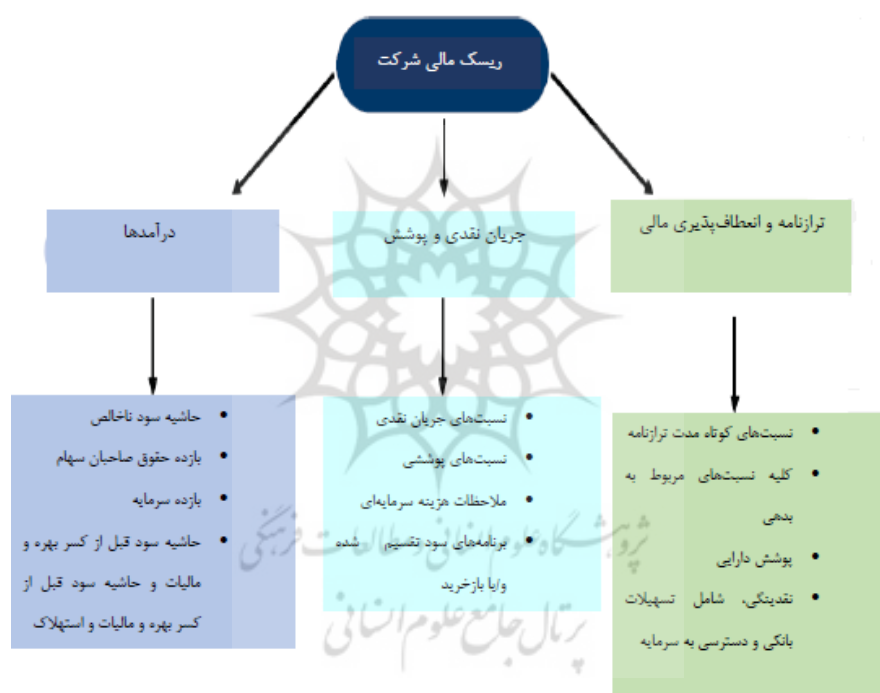 ریسک مالی شرکت
ترازنامه و انعطاف‌پذیری مالی
جریان نقدی و پوشش
درآمدها
• نسبت‌های کوتاه مدت ترازنامه
• کلیه نسبت‌های مربوط به
بدهی
• پوشش دارایی
• نقدینگی، شامل تسهیلات
بانکی و دسترسی به سرمایه
• نسبت‌های جریان نقدی
• نسبت‌های پوششی
• ملاحظات هزینه سرمایه‌ای
• برنامه‌های سود تقسیم شده
و/یا بازخرید
• حاشیه سود ناخالص
• بازده حقوق صاحبان سهام
• بازده سرمایه
• حاشیه سود قبل از کسر بهره و
مالیات و حاشیه سود قبل از
کسر بهره و مالیات و استهلاک
پژوهشگاه علوم انسانی و مطالعات فرهنگی
پرتال جامع علوم انسانی